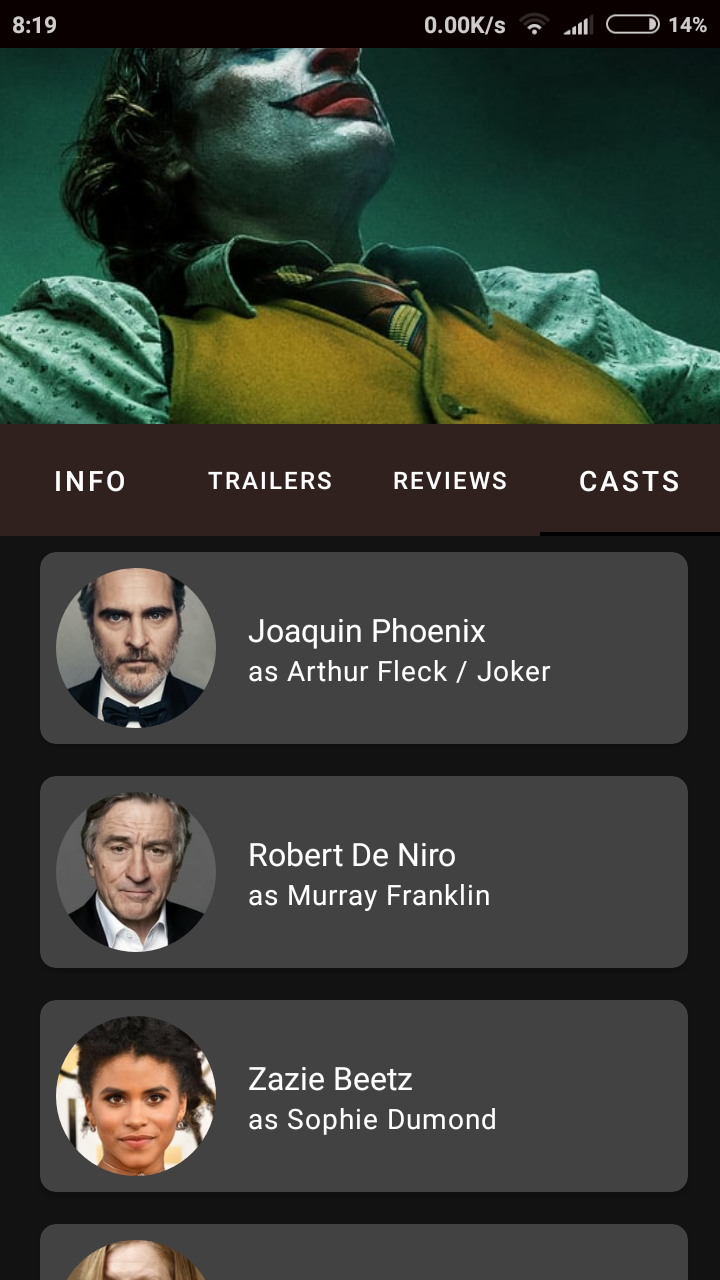 8:19 0.00K/s 14%
INFO TRAILERS REVIEWS CASTS
Joaquin Phoenix
as Arthur Fleck / Joker
Robert De Niro
as Murray Franklin
Zazie Beetz
as Sophie Dumond